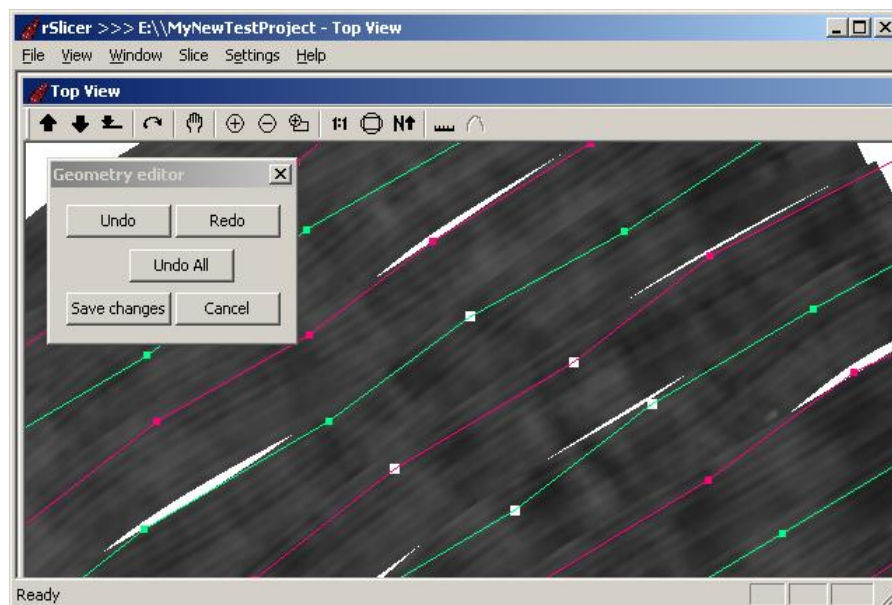 rSlicer >>> E:\\MyNewTestProject - Top View
File View Window Slice Settings Help
Top View
1:1 N
Geometry editor
Undo Redo
Undo All
Save changes Cancel
Ready